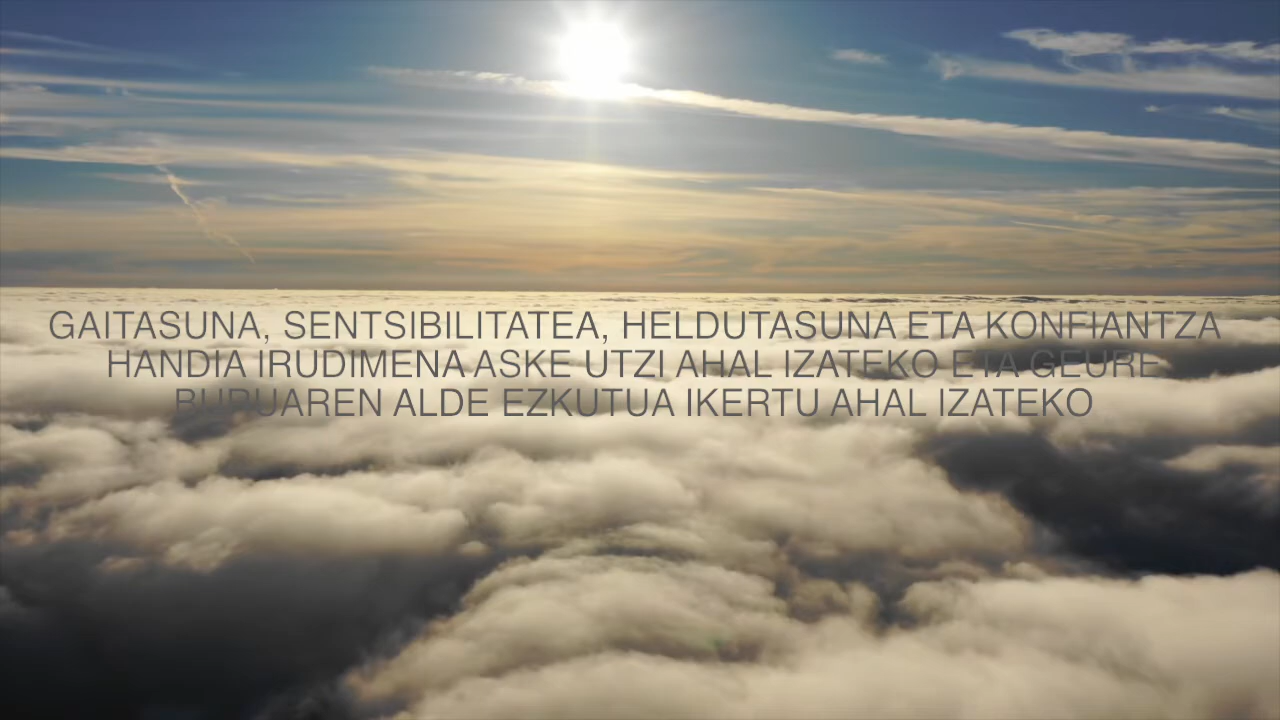 GAITASUNA, SENTSIBILITATEA, HELDUTASUNA ETA KONFIANTZA
HANDIA IRUDIMENA ASKE UTZI AHAL IZATEKO ETA GEURE
BURUAREN ALDE EZKUTUA IKERTU AHAL IZATEKO